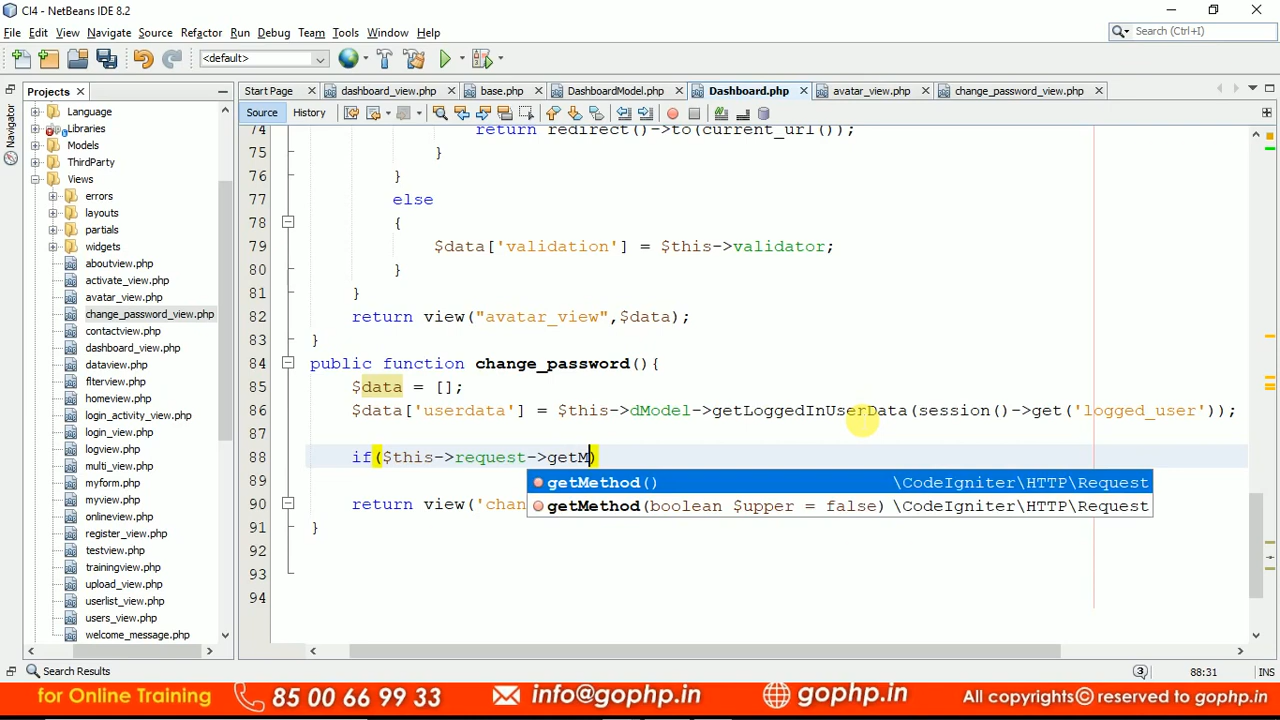 CI4 - NetBeans IDE 8.2
File Edit View Navigate Source Refactor Run Debug Team Tools Window Help
Search (Ctrl+I)
<default>
Projects
Start Page dashboard_view.php base.php DashboardModel.php Dashboard.php avatar_view.php change_password_view.php
Source History
Navigator
Language
Libraries
Models
ThirdParty
Views
errors
layouts
partials
widgets
aboutview.php
activate_view.php
avatar_view.php
change_password_view.php
contactview.php
dashboard_view.php
dataview.php
flterview.php
homeview.php
login_activity_view.php
login_view.php
logview.php
multi_view.php
myform.php
myview.php
onlineview.php
register_view.php
testview.php
trainingview.php
upload_view.php
userlist_view.php
users_view.php
welcome_message.php
74 return redirect()->to(current_url());
75 }
76 }
77 else
78 {
79 $data['validation'] = $this->validator;
80 }
81 }
82 return view("avatar_view",$data);
83 }
84 public function change_password(){
85 $data = [];
86 $data['userdata'] = $this->dModel->getLoggedInUserData(session()->get('logged_user'));
87
88 if($this->request->getM)
89 getMethod() \CodeIgniter\HTTP\Request
getMethod(boolean $upper = false) \CodeIgniter\HTTP\Request
90 return view('chan
91 }
92
93
94
Search Results
3
88:31
INS
for Online Training 85 00 66 99 33 info@gophp.in gophp.in All copyrights© reserved to gophp.in